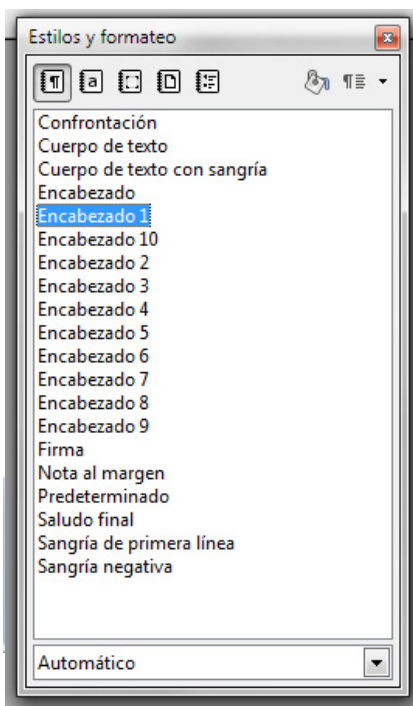 Estilos y formateo
Confrontación
Cuerpo de texto
Cuerpo de texto con sangría
Encabezado
Encabezado 1
Encabezado 10
Encabezado 2
Encabezado 3
Encabezado 4
Encabezado 5
Encabezado 6
Encabezado 7
Encabezado 8
Encabezado 9
Firma
Nota al margen
Predeterminado
Saludo final
Sangría de primera línea
Sangría negativa
Automático